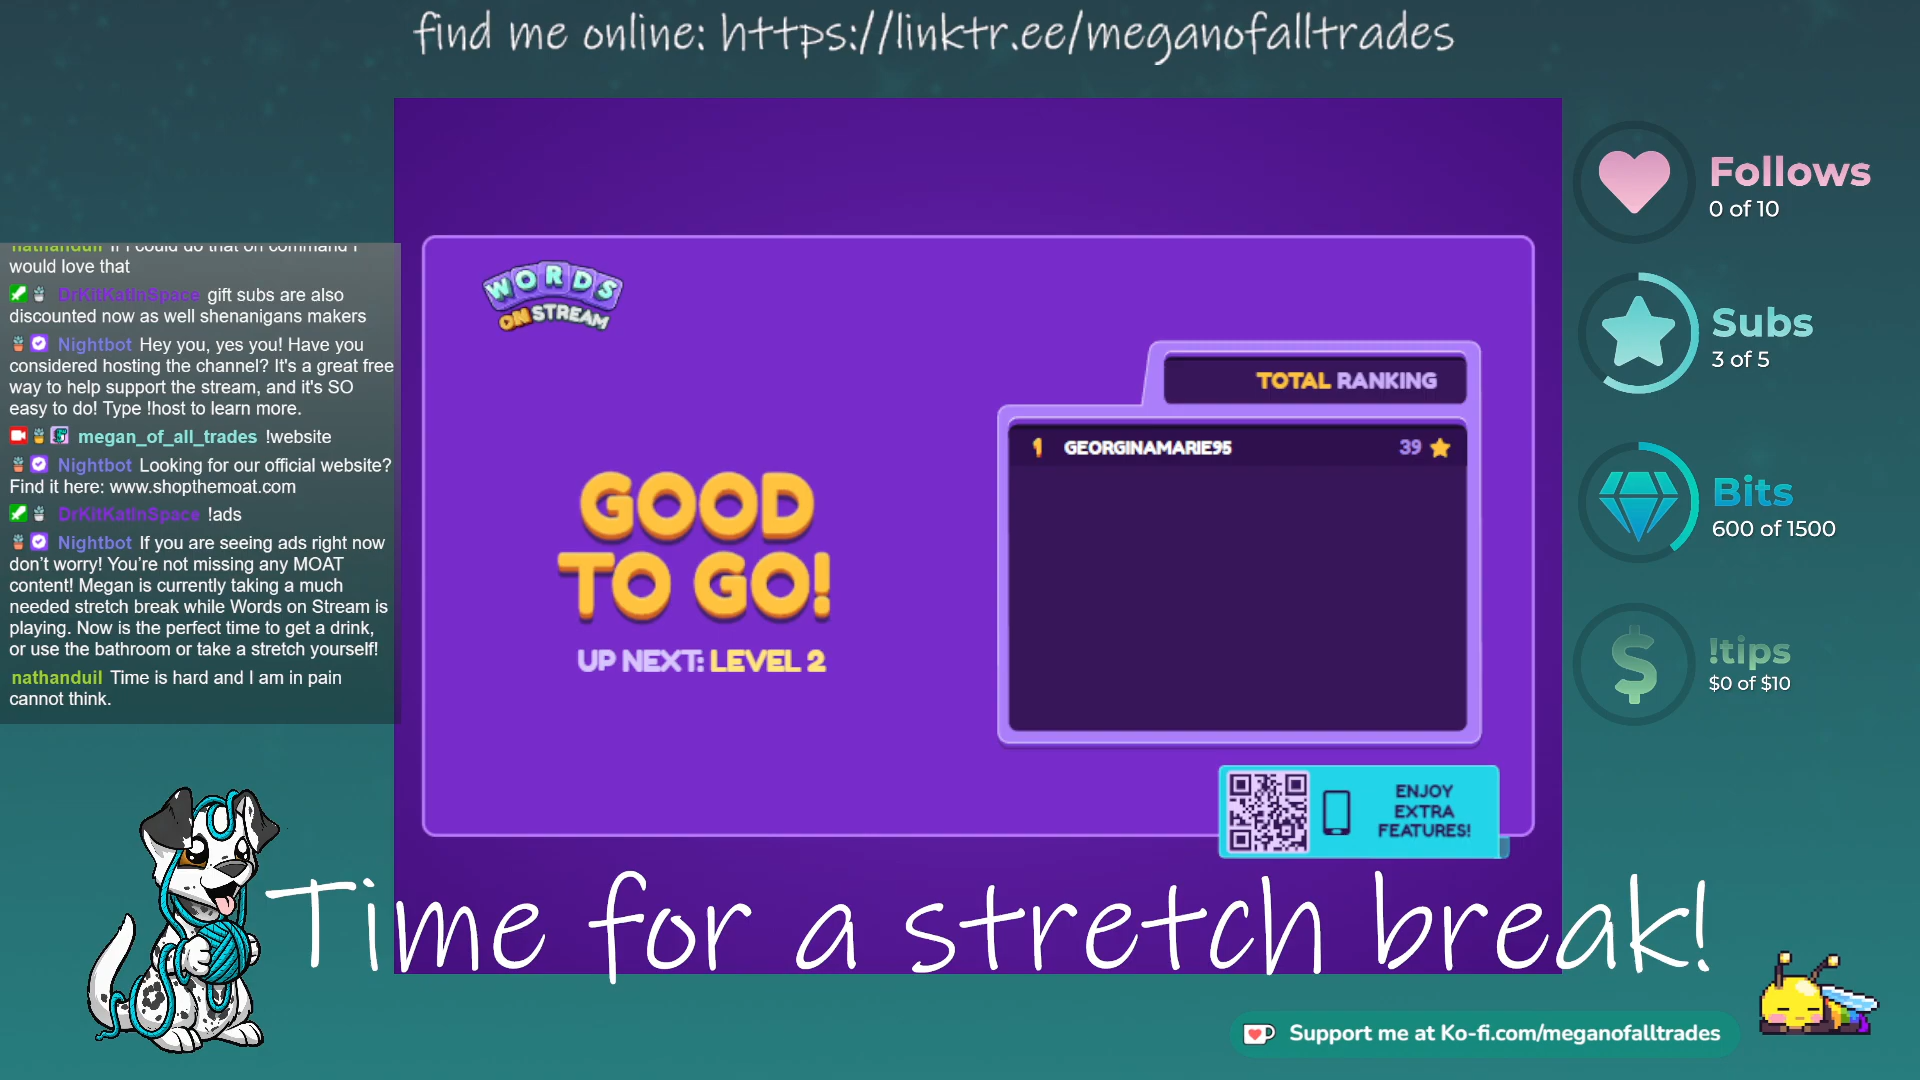 find me online: https://linktr.ee/meganofalltrades
nathanduil If I could do that on command I
would love that
DrKitKatInSpace gift subs are also
discounted now as well shenanigans makers
Nightbot Hey you, yes you! Have you
considered hosting the channel? It's a great free
way to help support the stream, and it's SO
easy to do! Type !host to learn more.
megan_of_all_trades !website
Nightbot Looking for our official website?
Find it here: www.shopthemoat.com
DrKitKatInSpace !ads
Nightbot If you are seeing ads right now
don't worry! You're not missing any MOAT
content! Megan is currently taking a much
needed stretch break while Words on Stream is
playing. Now is the perfect time to get a drink,
or use the bathroom or take a stretch yourself!
nathanduil Time is hard and I am in pain
cannot think.
WORDS
ON STREAM
GOOD
TO GO!
UP NEXT: LEVEL 2
TOTAL RANKING
1 GEORGINAMARIE95 39
ENJOY
EXTRA
FEATURES!
Follows
0 of 10
Subs
3 of 5
Bits
600 of 1500
!tips
$0 of $10
Time for a stretch break!
Support me at Ko-fi.com/meganofalltrades